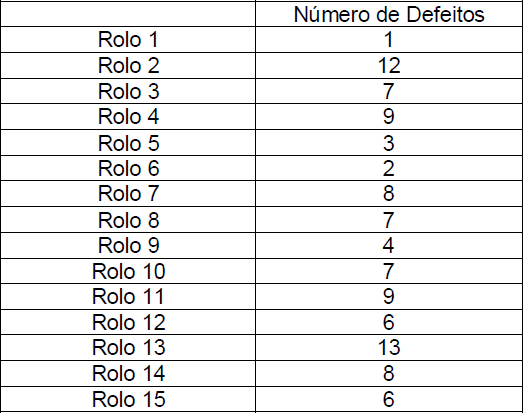 Número de Defeitos
Rolo 1 1
Rolo 2 12
Rolo 3 7
Rolo 4 9
Rolo 5 3
Rolo 6 2
Rolo 7 8
Rolo 8 7
Rolo 9 4
Rolo 10 7
Rolo 11 9
Rolo 12 6
Rolo 13 13
Rolo 14 8
Rolo 15 6